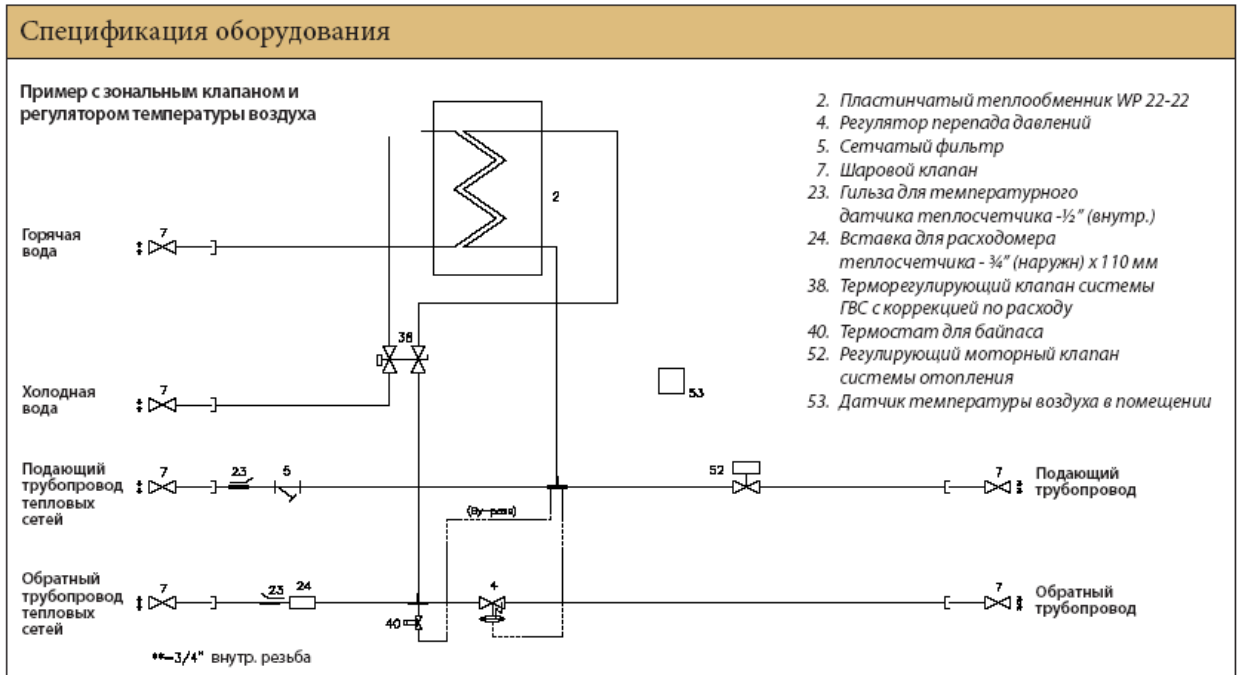 Спецификация оборудования
Пример с зональным клапаном и
регулятором температуры воздуха
2. Пластинчатый теплообменник WP 22-22
4. Регулятор перепада давлений
5. Сетчатый фильтр
7. Шаровой клапан
23. Гильза для температурного
датчика теплосчетчика -½" (внутр.)
24. Вставка для расходомера
теплосчетчика - ¾" (наружн) x 110 мм
38. Терморегулирующий клапан системы
ГВС с коррекцией по расходу
40. Термостат для байпаса
52. Регулирующий моторный клапан
системы отопления
53. Датчик температуры воздуха в помещении
2
Горячая
вода
7
38
Холодная
вода
7
53
Подающий
трубопровод
тепловых
сетей
7
23
5
52
7
Подающий
трубопровод
(By-pass)
Обратный
трубопровод
тепловых
сетей
7
23
24
4
7
Обратный
трубопровод
40
**-3/4" внутр. резьба